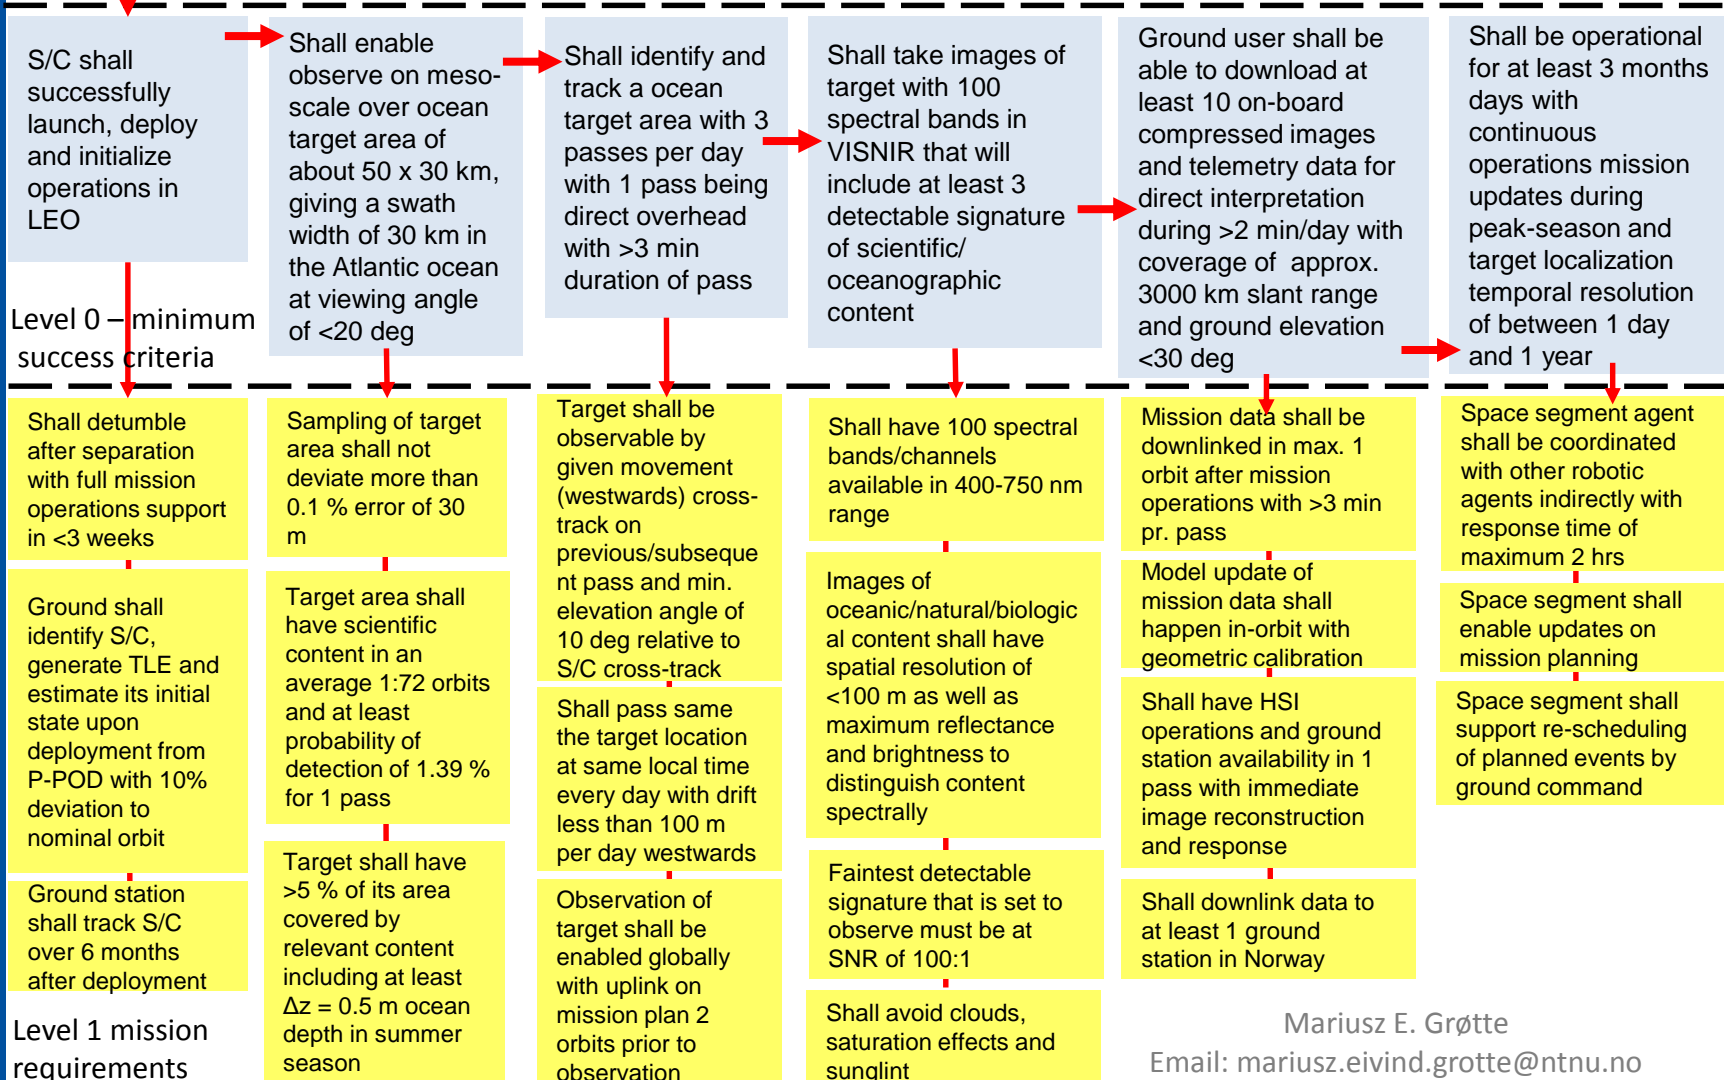 S/C shall
successfully
launch, deploy
and initialize
operations in
LEO
Shall enable
observe on meso-
scale over ocean
target area of
about 50 x 30 km,
giving a swath
width of 30 km in
the Atlantic ocean
at viewing angle
of <20 deg
Shall identify and
track a ocean
target area with 3
passes per day
with 1 pass being
direct overhead
with >3 min
duration of pass
Shall take images of
target with 100
spectral bands in
VISNIR that will
include at least 3
detectable signature
of scientific/
oceanographic
content
Ground user shall be
able to download at
least 10 on-board
compressed images
and telemetry data for
direct interpretation
during >2 min/day with
coverage of approx.
3000 km slant range
and ground elevation
<30 deg
Shall be operational
for at least 3 months
days with
continuous
operations mission
updates during
peak-season and
target localization
temporal resolution
of between 1 day
and 1 year
Level 0 – minimum
success criteria
Shall detumble
after separation
with full mission
operations support
in <3 weeks
Ground shall
identify S/C,
generate TLE and
estimate its initial
state upon
deployment from
P-POD with 10%
deviation to
nominal orbit
Ground station
shall track S/C
over 6 months
after deployment
Sampling of target
area shall not
deviate more than
0.1 % error of 30
m
Target area shall
have scientific
content in an
average 1:72 orbits
and at least
probability of
detection of 1.39 %
for 1 pass
Target shall have
>5 % of its area
covered by
relevant content
including at least
Δz = 0.5 m ocean
depth in summer
season
Target shall be
observable by
given movement
(westwards) cross-
track on
previous/subseque
nt pass and min.
elevation angle of
10 deg relative to
S/C cross-track
Shall pass same
the target location
at same local time
every day with drift
less than 100 m
per day westwards
Observation of
target shall be
enabled globally
with uplink on
mission plan 2
orbits prior to
observation
Shall have 100 spectral
bands/channels
available in 400-750 nm
range
Images of
oceanic/natural/biologic
al content shall have
spatial resolution of
<100 m as well as
maximum reflectance
and brightness to
distinguish content
spectrally
Faintest detectable
signature that is set to
observe must be at
SNR of 100:1
Shall avoid clouds,
saturation effects and
sunglint
Mission data shall be
downlinked in max. 1
orbit after mission
operations with >3 min
pr. pass
Model update of
mission data shall
happen in-orbit with
geometric calibration
Shall have HSI
operations and ground
station availability in 1
pass with immediate
image reconstruction
and response
Shall downlink data to
at least 1 ground
station in Norway
Space segment agent
shall be coordinated
with other robotic
agents indirectly with
response time of
maximum 2 hrs
Space segment shall
enable updates on
mission planning
Space segment shall
support re-scheduling
of planned events by
ground command
Level 1 mission
requirements
Mariusz E. Grøtte
Email: mariusz.eivind.grotte@ntnu.no